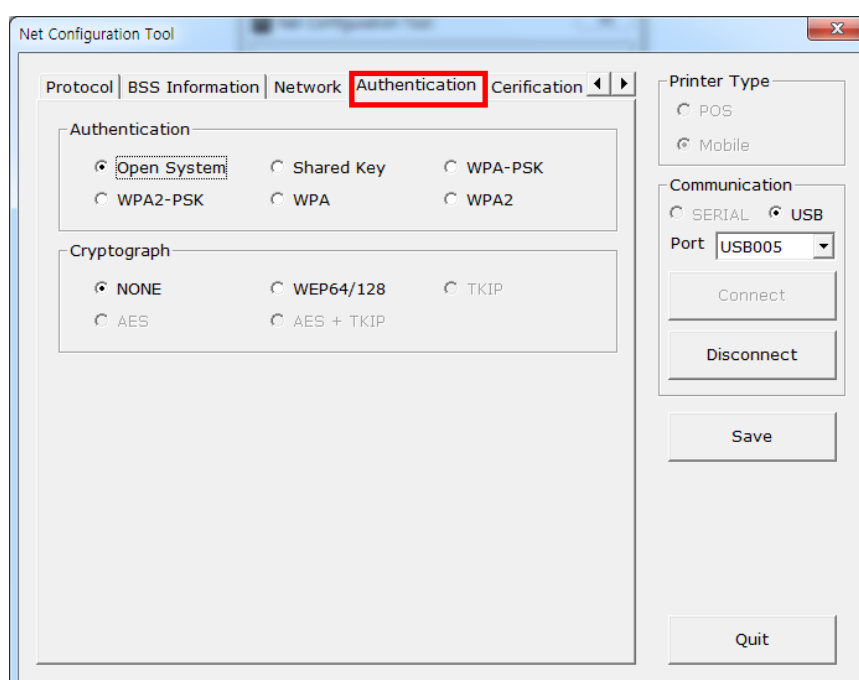 Net Configuration Tool
Protocol BSS Information Network Authentication Cerification
Authentication
Open System Shared Key WPA-PSK
WPA2-PSK WPA WPA2
Cryptograph
NONE WEP64/128 TKIP
AES AES + TKIP
Printer Type
POS
Mobile
Communication
SERIAL USB
Port USB005
Connect
Disconnect
Save
Quit